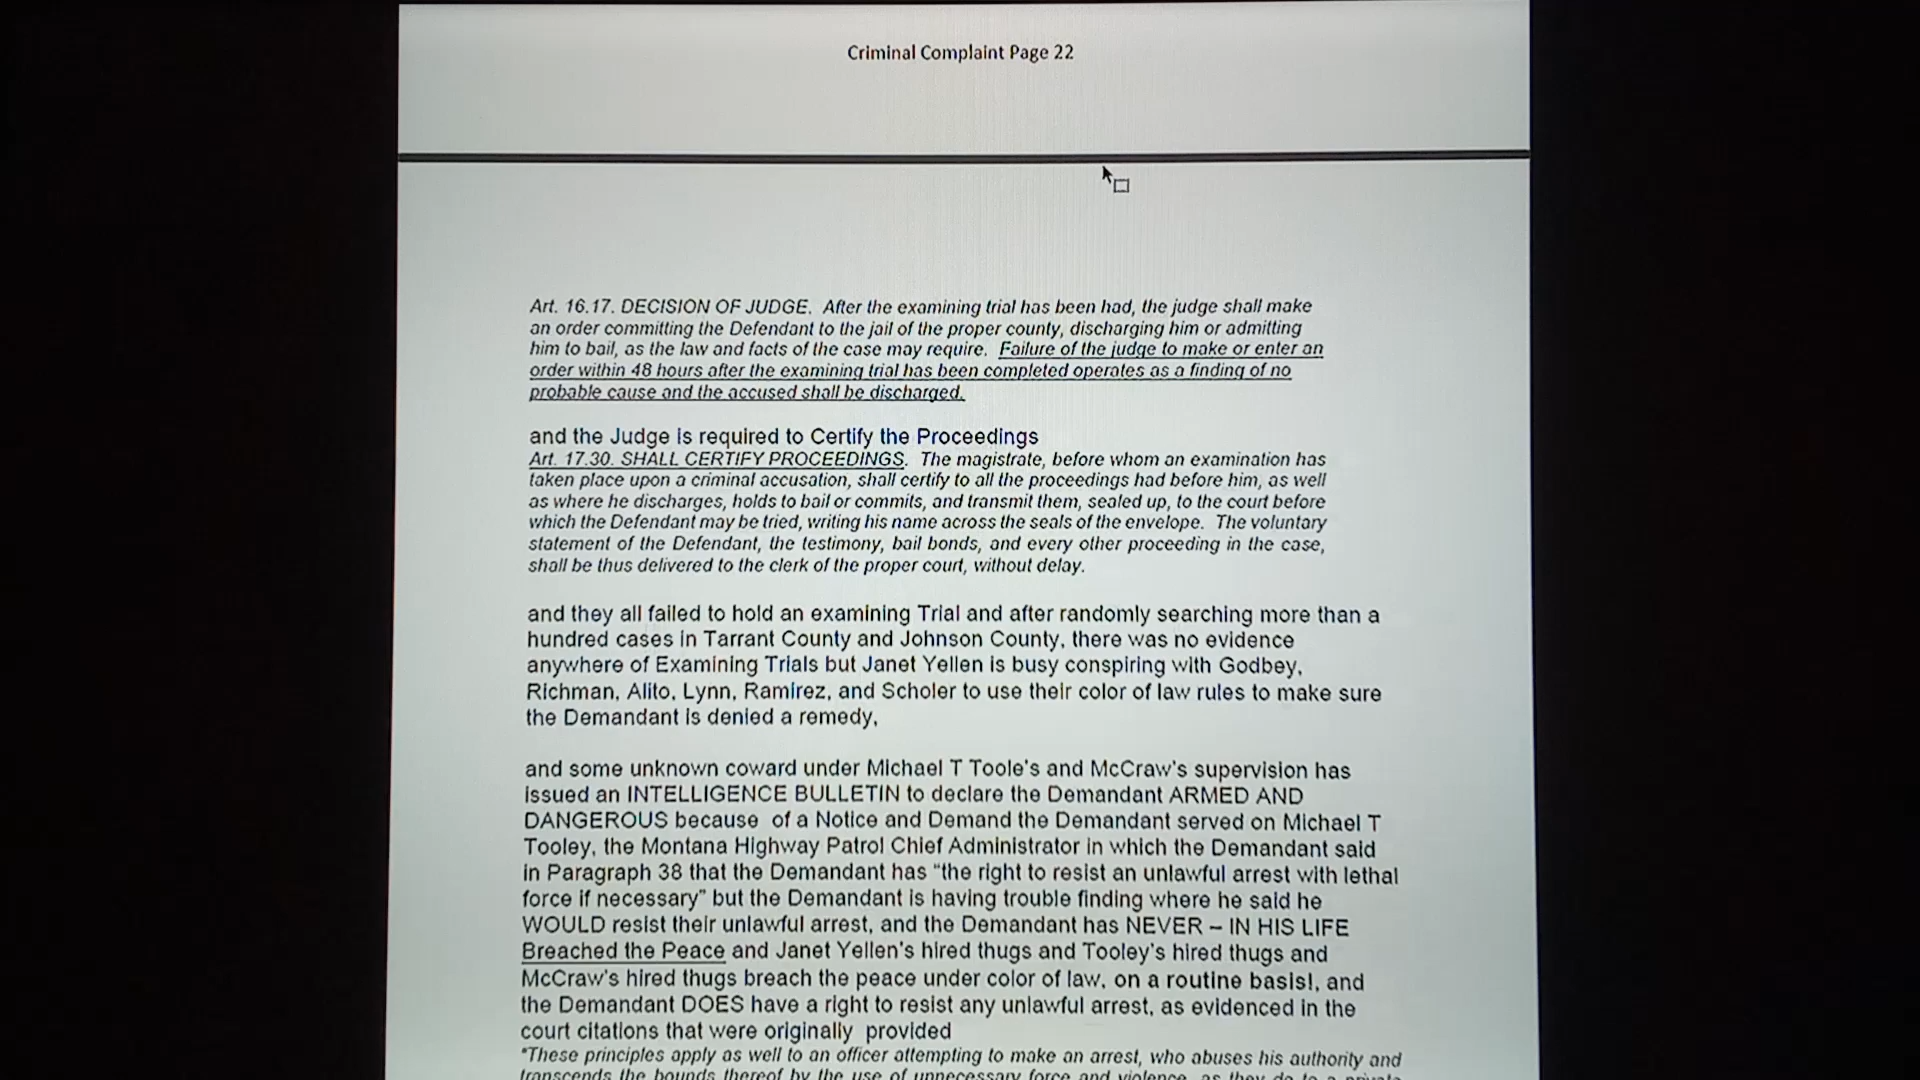 Criminal Complaint Page 22
Art. 16.17. DECISION OF JUDGE. After the examining trial has been had, the judge shall make
an order committing the Defendant to the jail of the proper county, discharging him or admitting
him to bail, as the law and facts of the case may require. Failure of the judge to make or enter an
order within 48 hours after the examining trial has been completed operates as a finding of no
probable cause and the accused shall be discharged.
and the Judge is required to Certify the Proceedings
Art. 17.30. SHALL CERTIFY PROCEEDINGS. The magistrate, before whom an examination has
taken place upon a criminal accusation, shall certify to all the proceedings had before him, as well
as where he discharges, holds to bail or commits, and transmit them, sealed up, to the court before
which the Defendant may be tried, writing his name across the seals of the envelope. The voluntary
statement of the Defendant, the testimony, bail bonds, and every other proceeding in the case,
shall be thus delivered to the clerk of the proper court, without delay.
and they all failed to hold an examining Trial and after randomly searching more than a
hundred cases in Tarrant County and Johnson County, there was no evidence
anywhere of Examining Trials but Janet Yellen is busy conspiring with Godbey,
Richman, Alito, Lynn, Ramirez, and Scholer to use their color of law rules to make sure
the Demandant is denied a remedy,
and some unknown coward under Michael T Toole's and McCraw's supervision has
issued an INTELLIGENCE BULLETIN to declare the Demandant ARMED AND
DANGEROUS because of a Notice and Demand the Demandant served on Michael T
Tooley, the Montana Highway Patrol Chief Administrator in which the Demandant said
in Paragraph 38 that the Demandant has "the right to resist an unlawful arrest with lethal
force if necessary" but the Demandant is having trouble finding where he said he
WOULD resist their unlawful arrest, and the Demandant has NEVER – IN HIS LIFE
Breached the Peace and Janet Yellen's hired thugs and Tooley's hired thugs and
McCraw's hired thugs breach the peace under color of law, on a routine basis!, and
the Demandant DOES have a right to resist any unlawful arrest, as evidenced in the
court citations that were originally provided
"These principles apply as well to an officer attempting to make an arrest, who abuses his authority and
transcends the bounds thereof by the use of unnecessary force and violence, as they do to a private